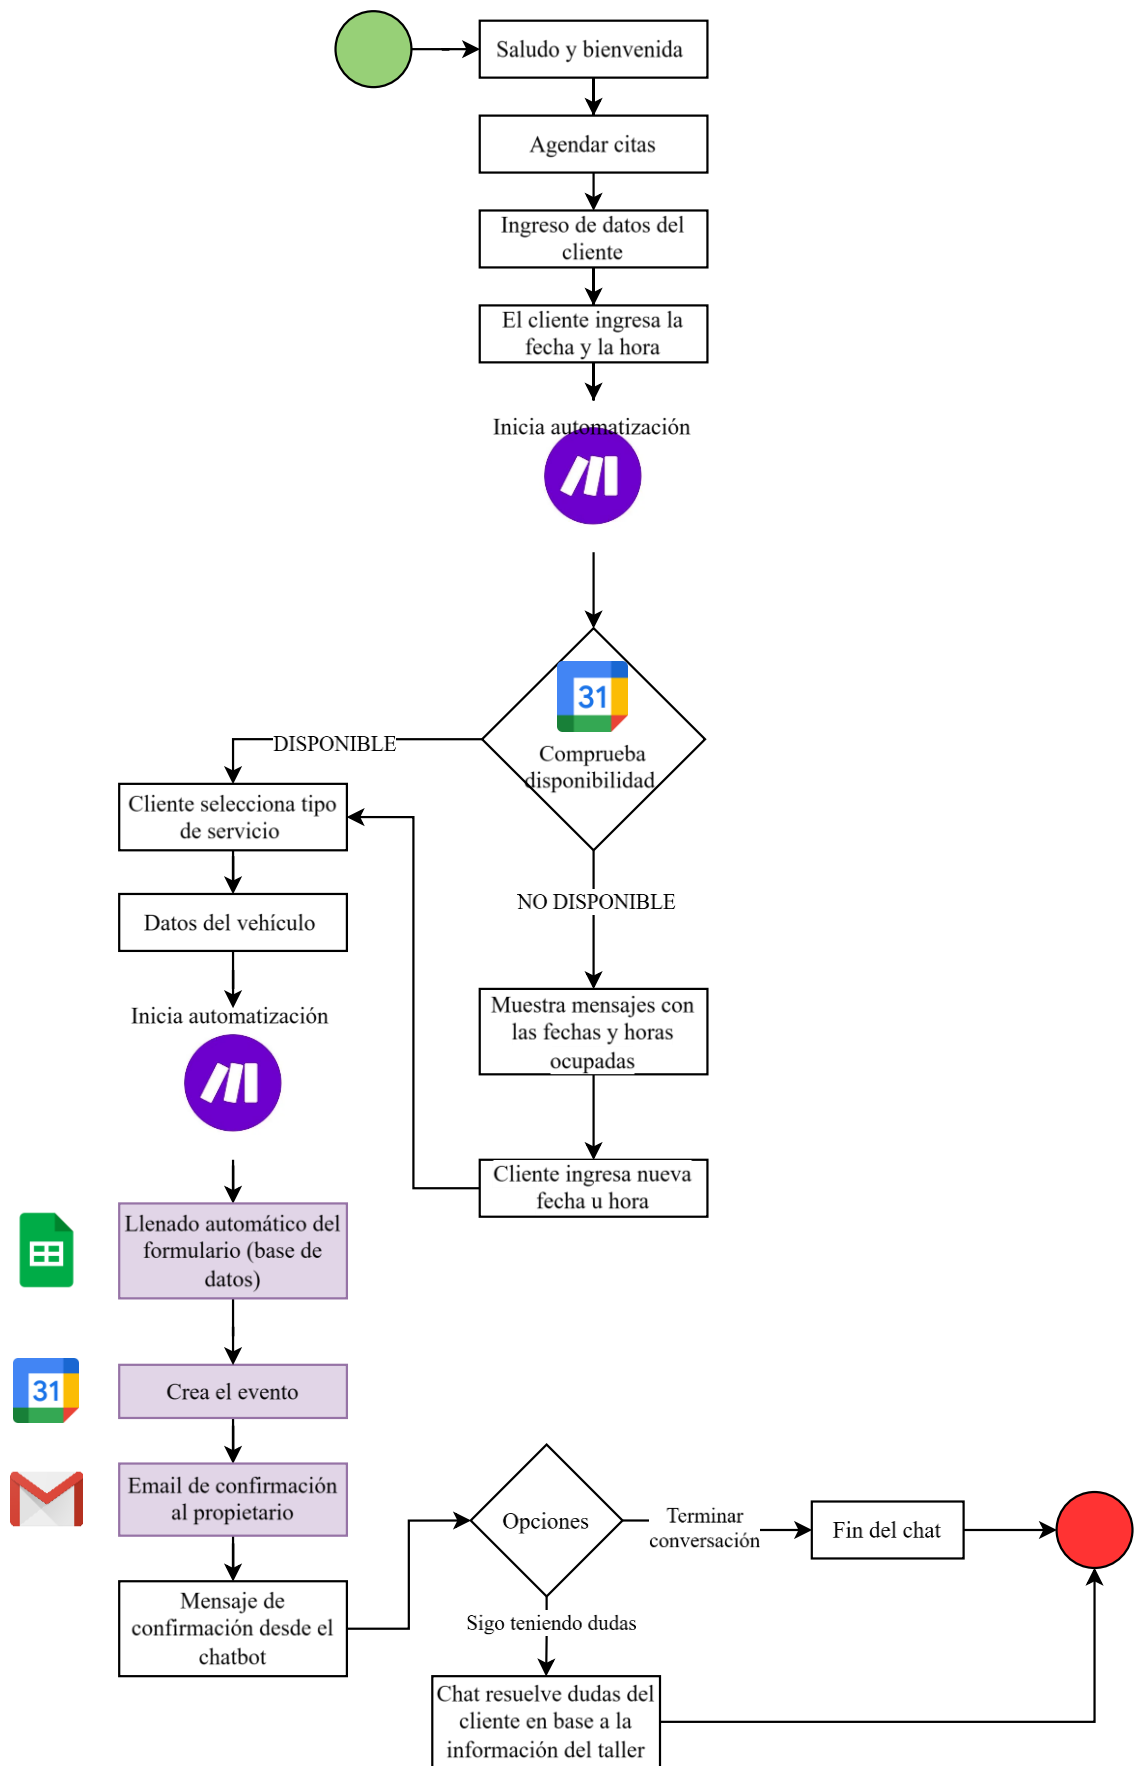 Saludo y bienvenida
Agendar citas
Ingreso de datos del
cliente
El cliente ingresa la
fecha y la hora
Inicia automatización
31
Comprueba
disponibilidad
DISPONIBLE
Cliente selecciona tipo
de servicio
Datos del vehículo
Inicia automatización
NO DISPONIBLE
Muestra mensajes con
las fechas y horas
ocupadas
Cliente ingresa nueva
fecha u hora
Llenado automático del
formulario (base de
datos)
31
Crea el evento
Email de confirmación
al propietario
Mensaje de
confirmación desde el
chatbot
Opciones
Terminar
conversación
Fin del chat
Sigo teniendo dudas
Chat resuelve dudas del
cliente en base a la
información del taller